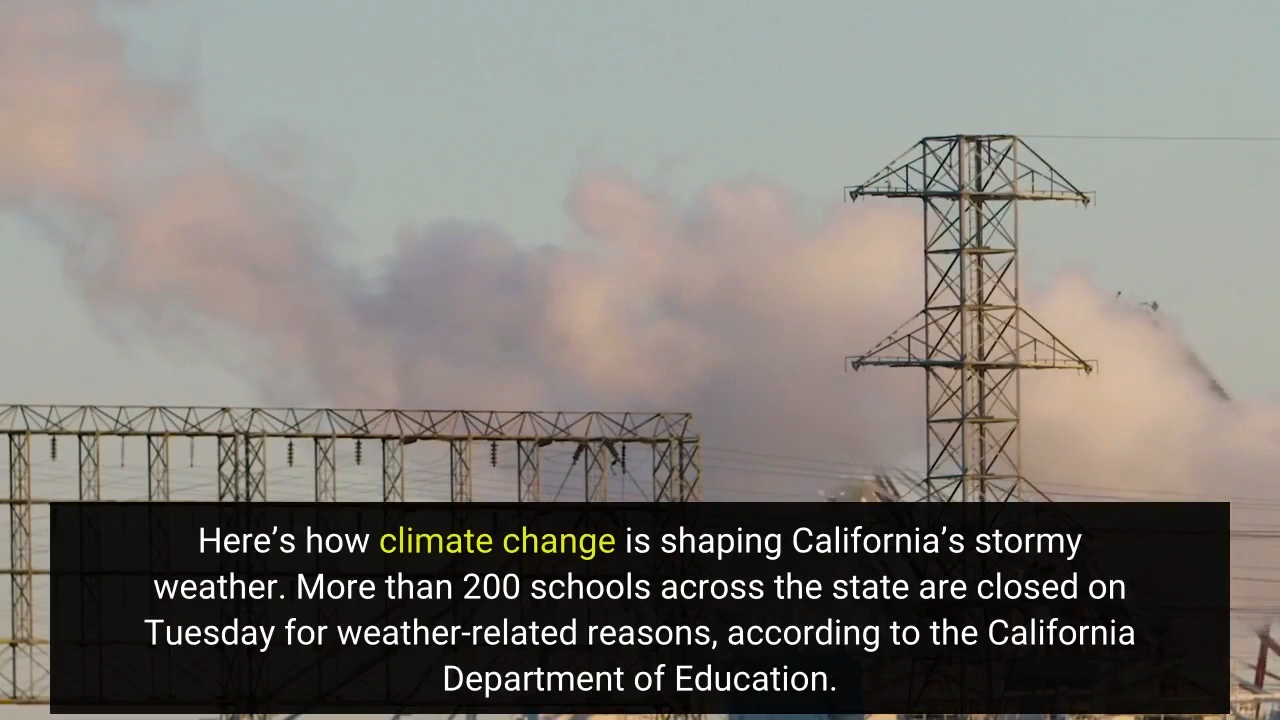 Here’s how climate change is shaping California’s stormy
weather. More than 200 schools across the state are closed on
Tuesday for weather-related reasons, according to the California
Department of Education.